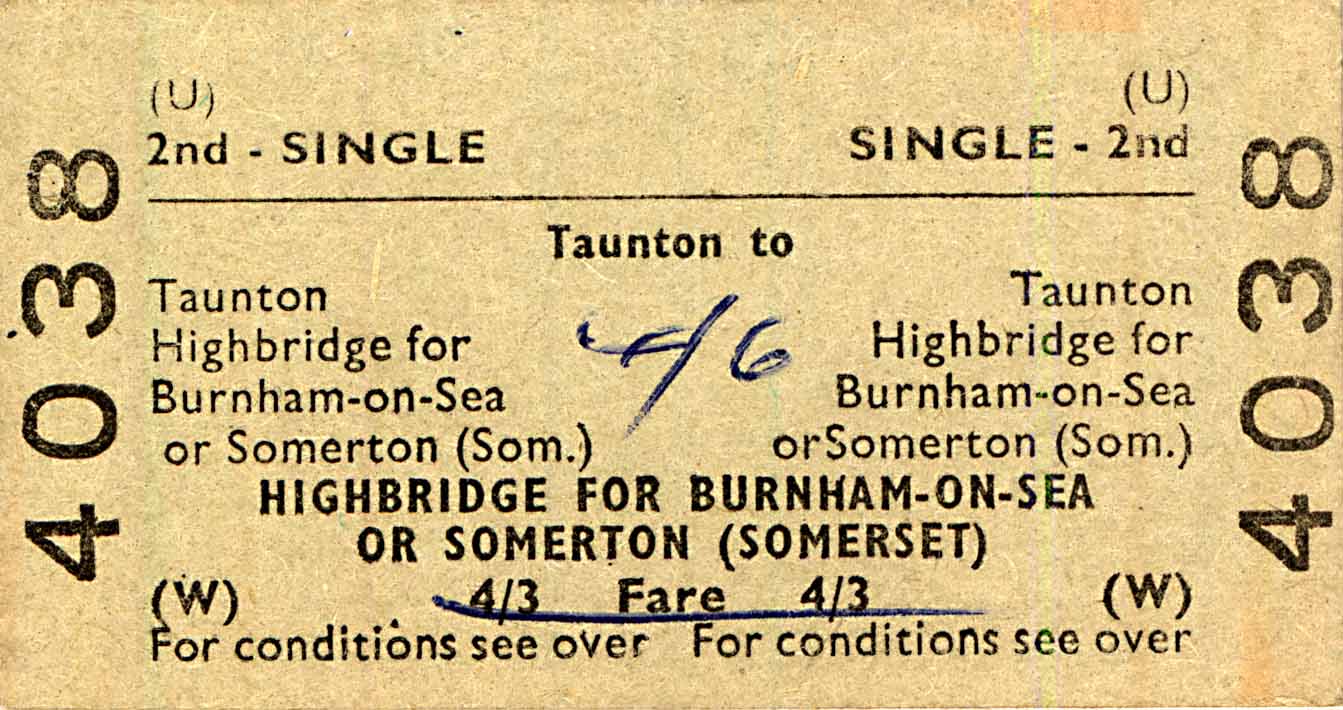 (U) (U)
2nd - SINGLE SINGLE - 2nd
Taunton to
Taunton Taunton
Highbridge for 4/6 Highbridge for
Burnham-on-Sea Burnham-on-Sea
or Somerton (Som.) or Somerton (Som.)
HIGHBRIDGE FOR BURNHAM-ON-SEA
OR SOMERTON (SOMERSET)
(W) 4/3 Fare 4/3 (W)
For conditions see over For conditions see over
4038
4038